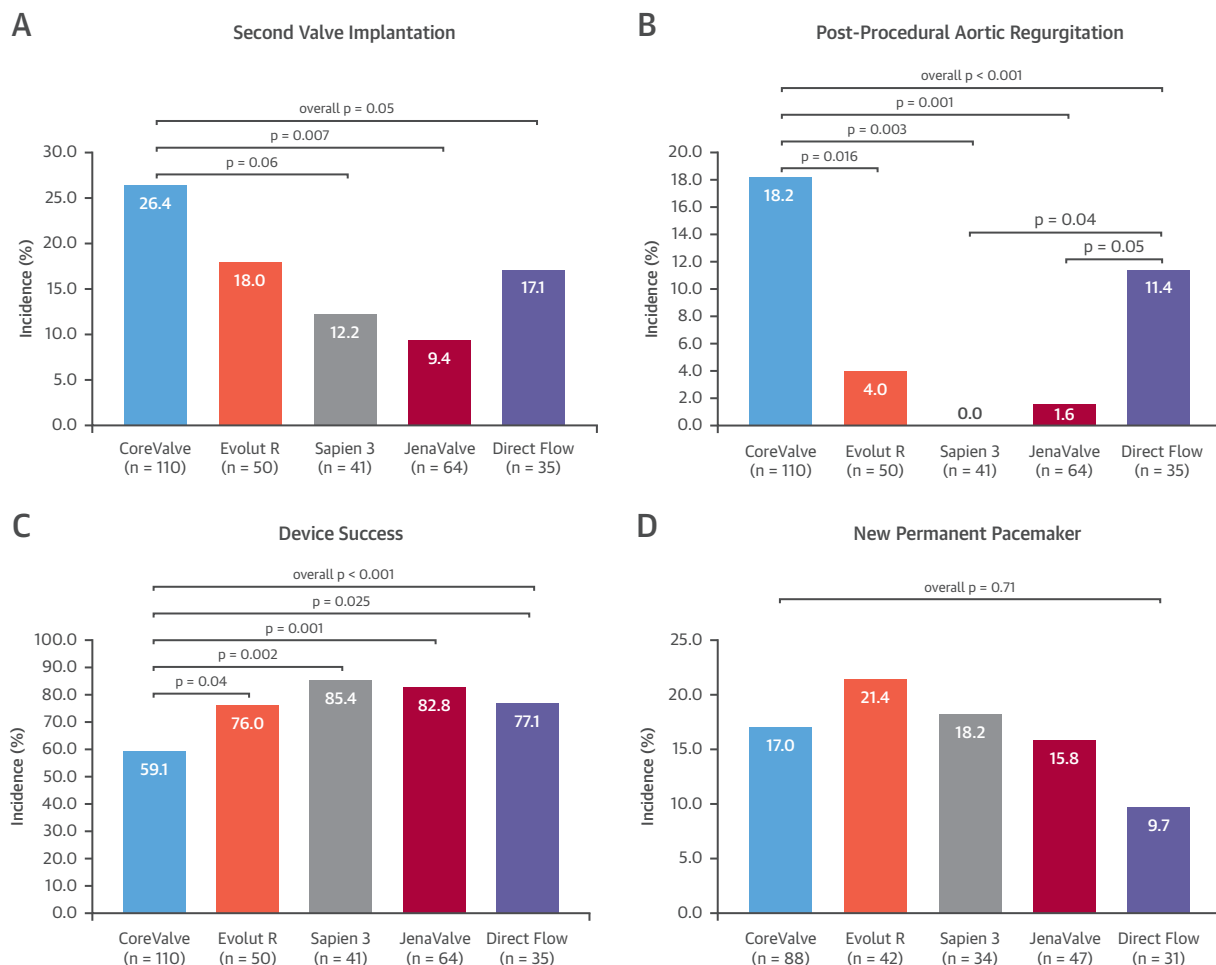 A
Second Valve Implantation
overall p = 0.05
p = 0.007
p = 0.06
Incidence (%)
30.0
25.0
20.0
15.0
10.0
5.0
0.0
26.4
18.0
12.2
9.4
17.1
CoreValve Evolut R Sapien 3 JenaValve Direct Flow
(n = 110) (n = 50) (n = 41) (n = 64) (n = 35)
B
Post-Procedural Aortic Regurgitation
overall p < 0.001
p = 0.001
p = 0.003
p = 0.016
p = 0.04
p = 0.05
Incidence (%)
20.0
18.0
16.0
14.0
12.0
10.0
8.0
6.0
4.0
2.0
0.0
18.2
4.0
0.0
1.6
11.4
CoreValve Evolut R Sapien 3 JenaValve Direct Flow
(n = 110) (n = 50) (n = 41) (n = 64) (n = 35)
C
Device Success
overall p < 0.001
p = 0.025
p = 0.001
p = 0.002
p = 0.04
Incidence (%)
100.0
90.0
80.0
70.0
60.0
50.0
40.0
30.0
20.0
10.0
0.0
59.1
76.0
85.4
82.8
77.1
CoreValve Evolut R Sapien 3 JenaValve Direct Flow
(n = 110) (n = 50) (n = 41) (n = 64) (n = 35)
D
New Permanent Pacemaker
overall p = 0.71
Incidence (%)
25.0
20.0
15.0
10.0
5.0
0.0
17.0
21.4
18.2
15.8
9.7
CoreValve Evolut R Sapien 3 JenaValve Direct Flow
(n = 88) (n = 42) (n = 34) (n = 47) (n = 31)